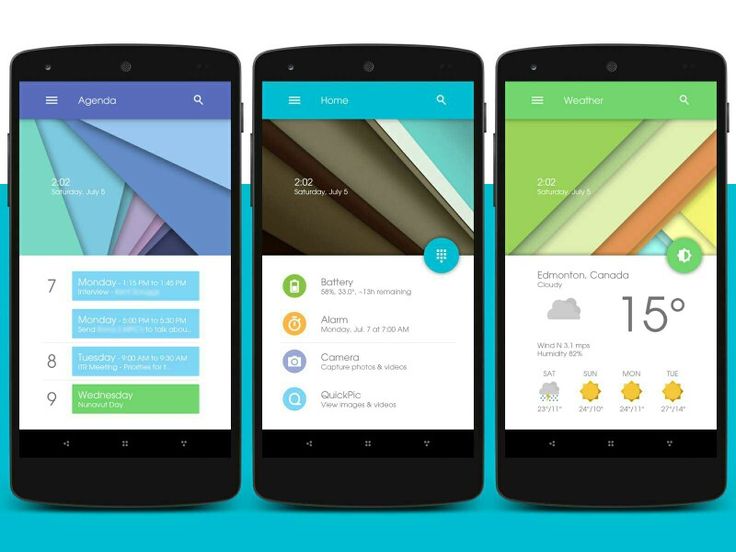 Agenda
2:02
Saturday, July 5
7
Monday - 1:15 PM to 1:45 PM
Interview -
Monday - 5:00 PM to 5:30 PM
Send to talk abou...
8
Tuesday - 9:00 AM to 9:30 AM
ITR Meeting - Priorities for t...
9
Wednesday
Nunavut Day
Home
2:02
Saturday, July 5
Battery
58%, 33.0°, ~13h remaining
Alarm
Monday, Jul. 7 at 7:00 AM
Camera
Capture photos & videos
QuickPic
View images & videos
Weather
2:02
Saturday, July 5
Edmonton, Canada
Cloudy
15°
Wind N 3.1 mps
Humidity 82%
SAT SUN MON TUE
23°/11° 24°/10° 24°/11° 27°/14°